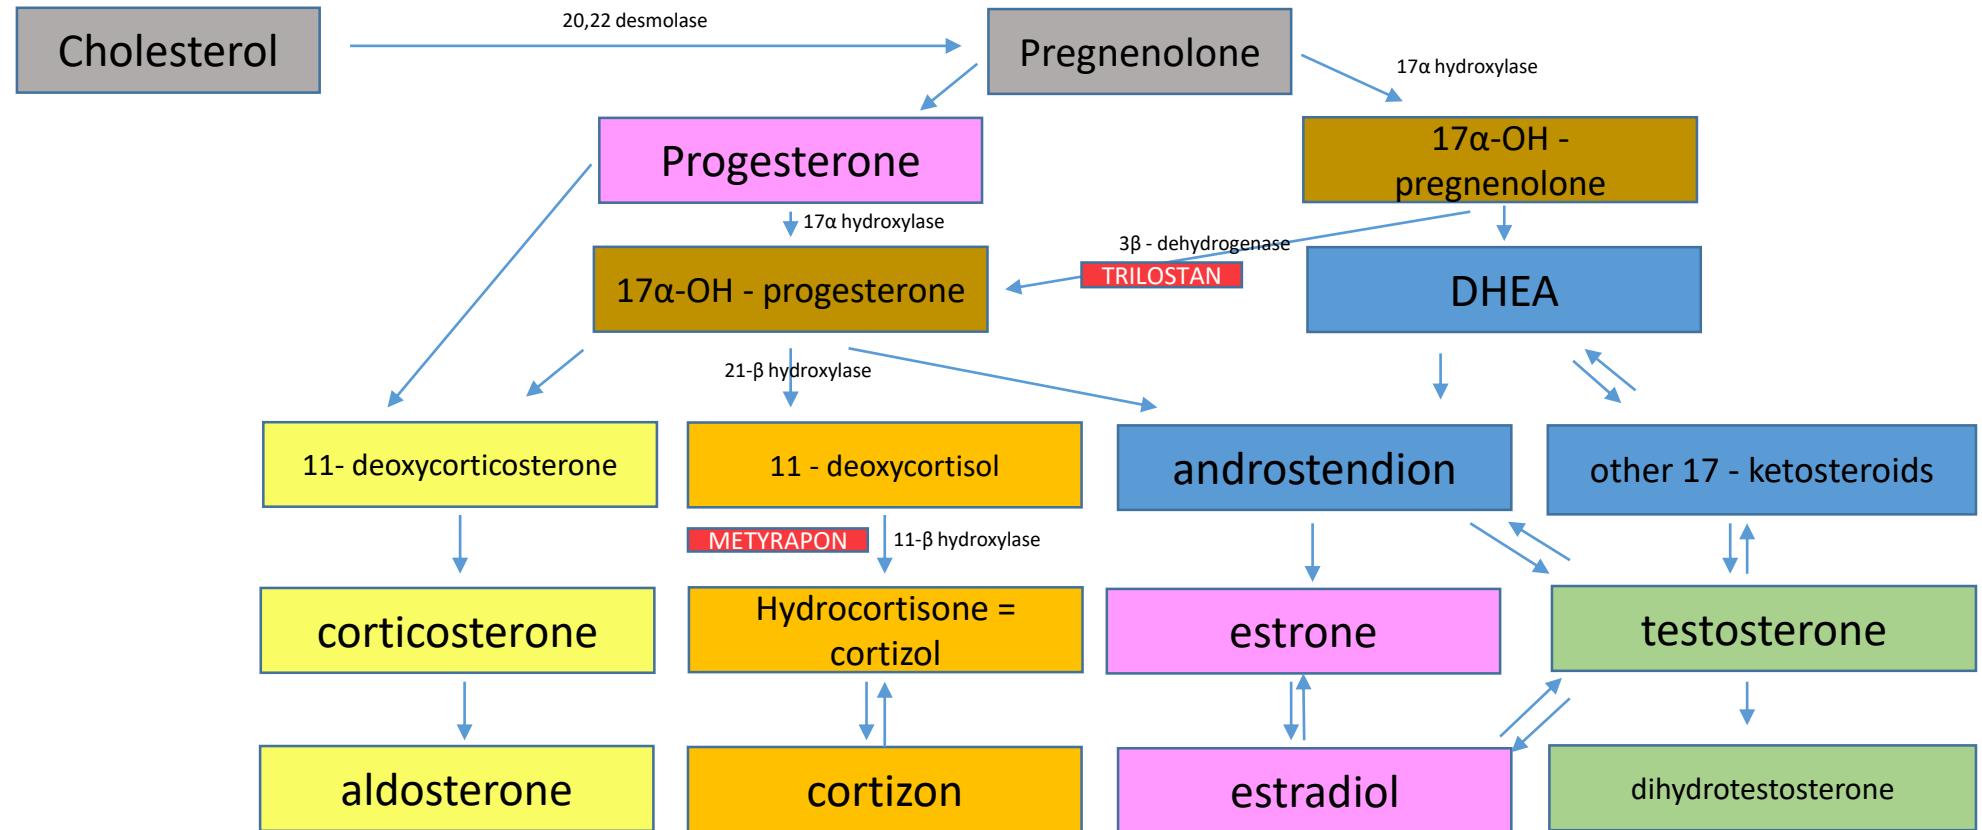 20,22 desmolase
Cholesterol
Pregnenolone
17α hydroxylase
Progesterone
17α-OH -
pregnenolone
17α hydroxylase
3β - dehydrogenase
TRILOSTAN
17α-OH - progesterone
DHEA
21-β hydroxylase
11- deoxycorticosterone
11 - deoxycortisol
androstendion
other 17 - ketosteroids
METYRAPON
11-β hydroxylase
corticosterone
Hydrocortisone =
cortizol
estrone
testosterone
aldosterone
cortizon
estradiol
dihydrotestosterone